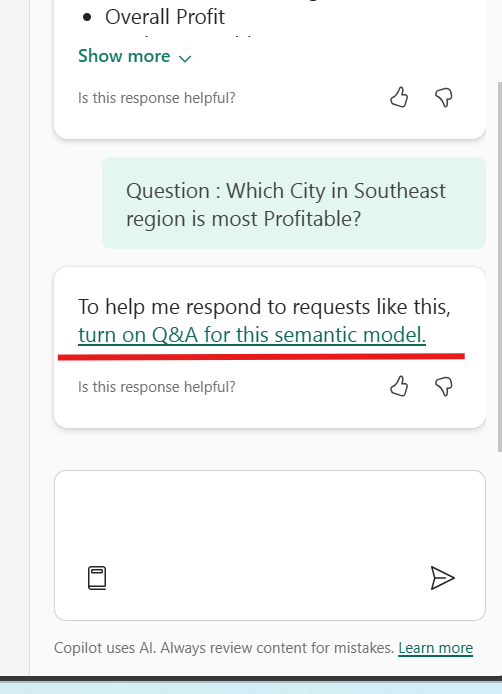 Overall Profit
Show more
Is this response helpful?
Question : Which City in Southeast
region is most Profitable?
To help me respond to requests like this,
turn on Q&A for this semantic model.
Is this response helpful?
Copilot uses AI. Always review content for mistakes. Learn more